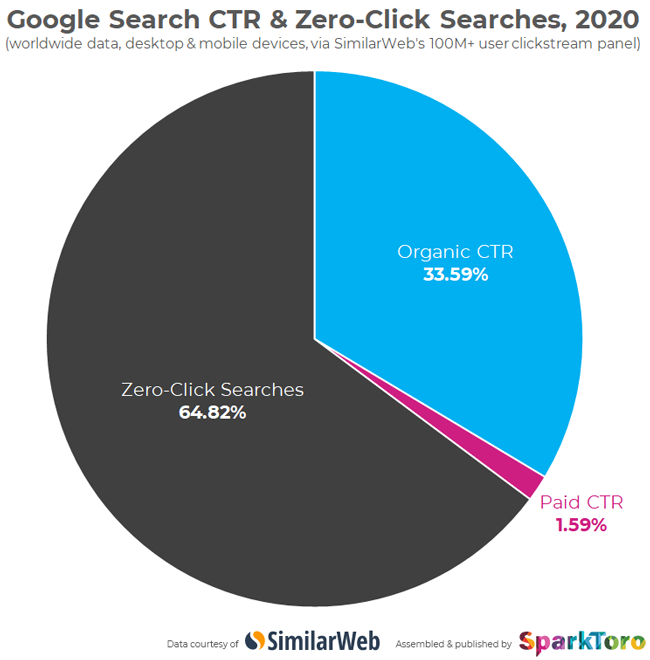 Google Search CTR & Zero-Click Searches, 2020
(worldwide data, desktop & mobile devices, via SimilarWeb's 100M+ user clickstream panel)
Organic CTR
33.59%
Zero-Click Searches
64.82%
Paid CTR
1.59%
Data courtesy of SimilarWeb Assembled & published by SparkToro